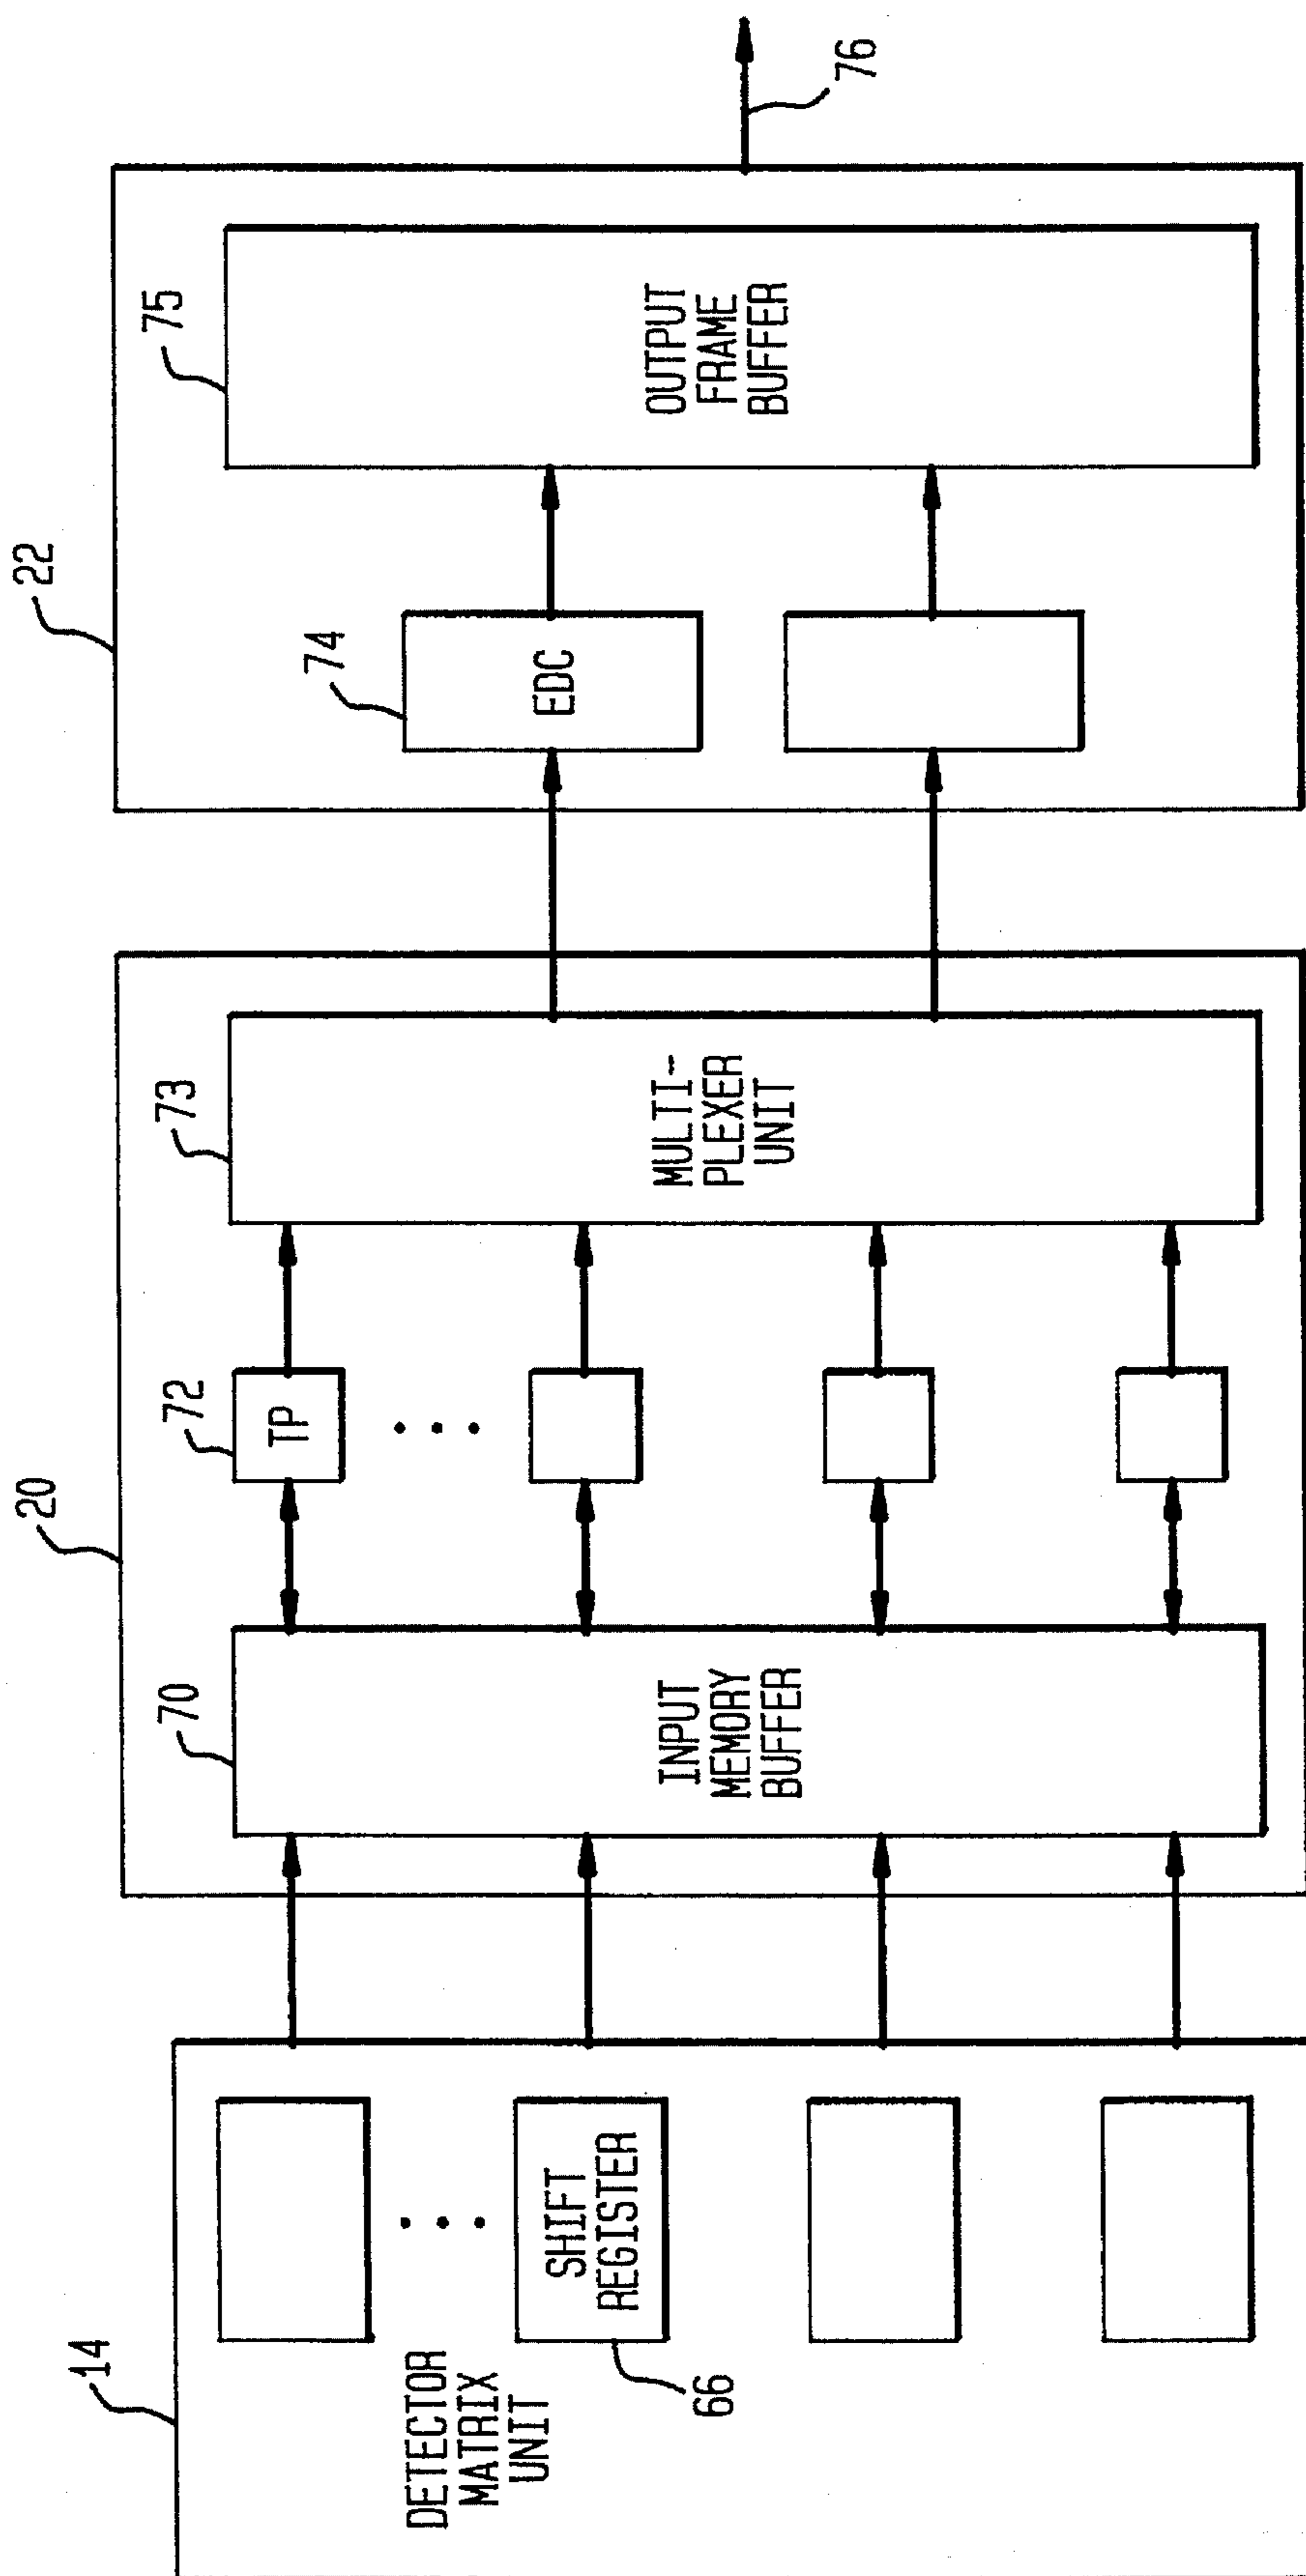 14
DETECTOR
MATRIX
UNIT
SHIFT
REGISTER
66
20
70
INPUT
MEMORY
BUFFER
72
TP
73
MULTI-
PLEXER
UNIT
22
74
EDC
75
OUTPUT
FRAME
BUFFER
76